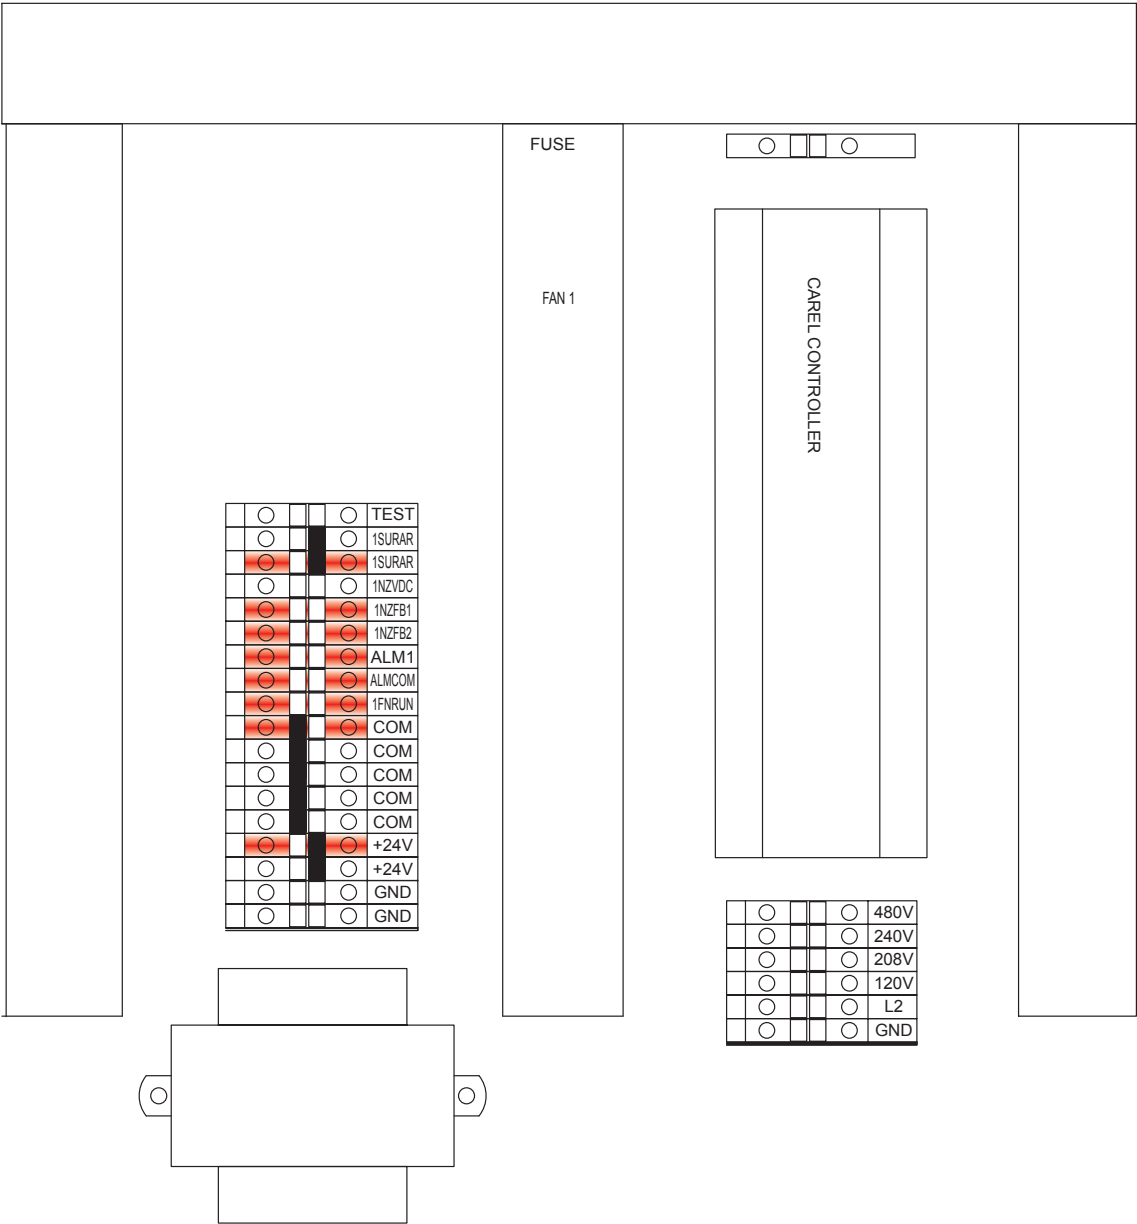 FUSE
FAN 1
CAREL CONTROLLER
TEST
1SURAR
1SURAR
1NZVDC
1NZFB1
1NZFB2
ALM1
ALMCOM
1FNRUN
COM
COM
COM
COM
COM
+24V
+24V
GND
GND
480V
240V
208V
120V
L2
GND